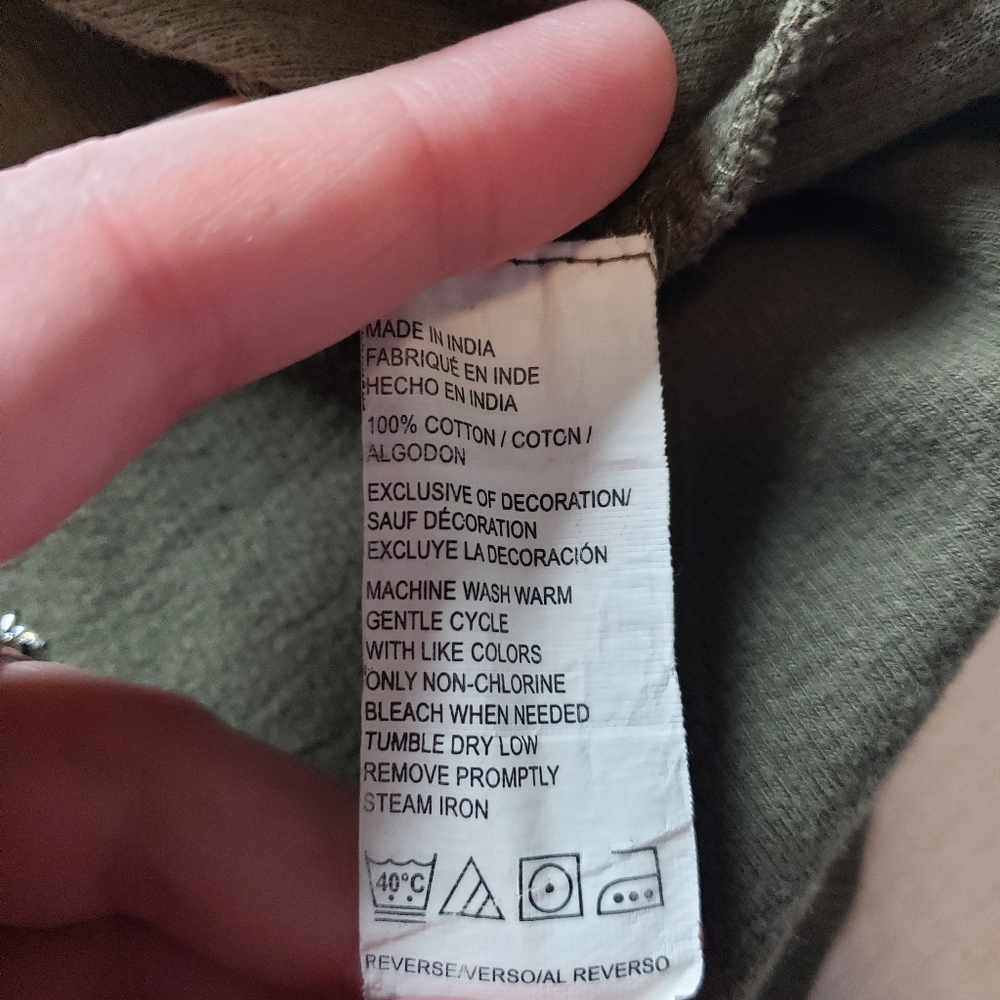 MADE IN INDIA
FABRIQUÉ EN INDE
HECHO EN INDIA
100% COTTON / COTCN /
ALGODON
EXCLUSIVE OF DECORATION/
SAUF DÉCORATION
EXCLUYE LA DECORACIÓN
MACHINE WASH WARM
GENTLE CYCLE
WITH LIKE COLORS
ONLY NON-CHLORINE
BLEACH WHEN NEEDED
TUMBLE DRY LOW
REMOVE PROMPTLY
STEAM IRON
40°C
REVERSE/VERSO/AL REVERSO